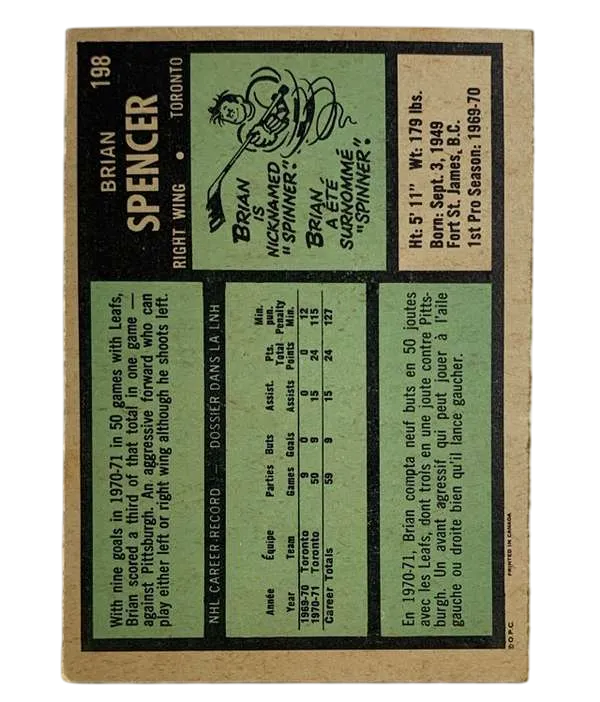 198
BRIAN
SPENCER
RIGHT WING • TORONTO
With nine goals in 1970-71 in 50 games with Leafs,
Brian scored a third of that total in one game —
against Pittsburgh. An aggressive forward who can
play either left or right wing although he shoots left.
BRIAN
IS
NICKNAMED
"SPINNER".
BRIAN
A ÉTÉ
SURNOMMÉ
"SPINNER".
Ht: 5' 11" Wt: 179 lbs.
Born: Sept. 3, 1949
Fort St. James, B.C.
1st Pro Season: 1969-70
NHL CAREER RECORD — DOSSIER DANS LA LNH
Année Équipe Parties Buts Assist. Pts. Total Min. pun.
Year Team Games Goals Assists Points Penalty Min.
1969-70 Toronto 9 0 0 0 12
1970-71 Toronto 50 9 15 24 115
Career Totals 59 9 15 24 127
En 1970-71, Brian compta neuf buts en 50 joutes
avec les Leafs, dont trois en une joute contre Pitts-
burgh. Un avant agressif qui peut jouer à l'aile
gauche ou droite bien qu'il lance gaucher.
© O.P.C. PRINTED IN CANADA